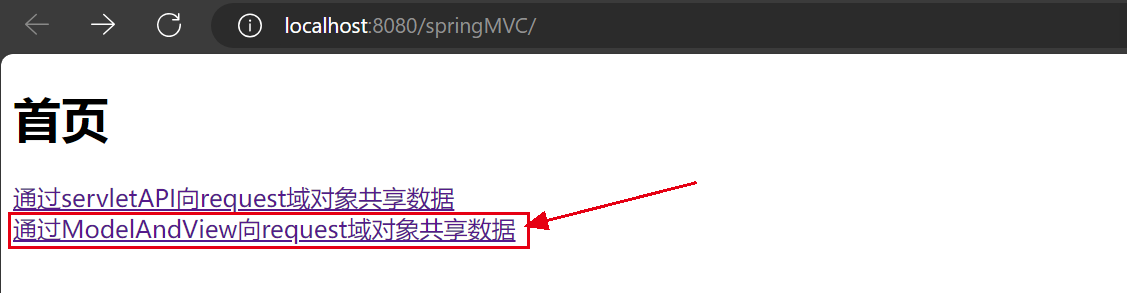 localhost:8080/springMVC/
首页
通过servletAPI向request域对象共享数据
通过ModelAndView向request域对象共享数据